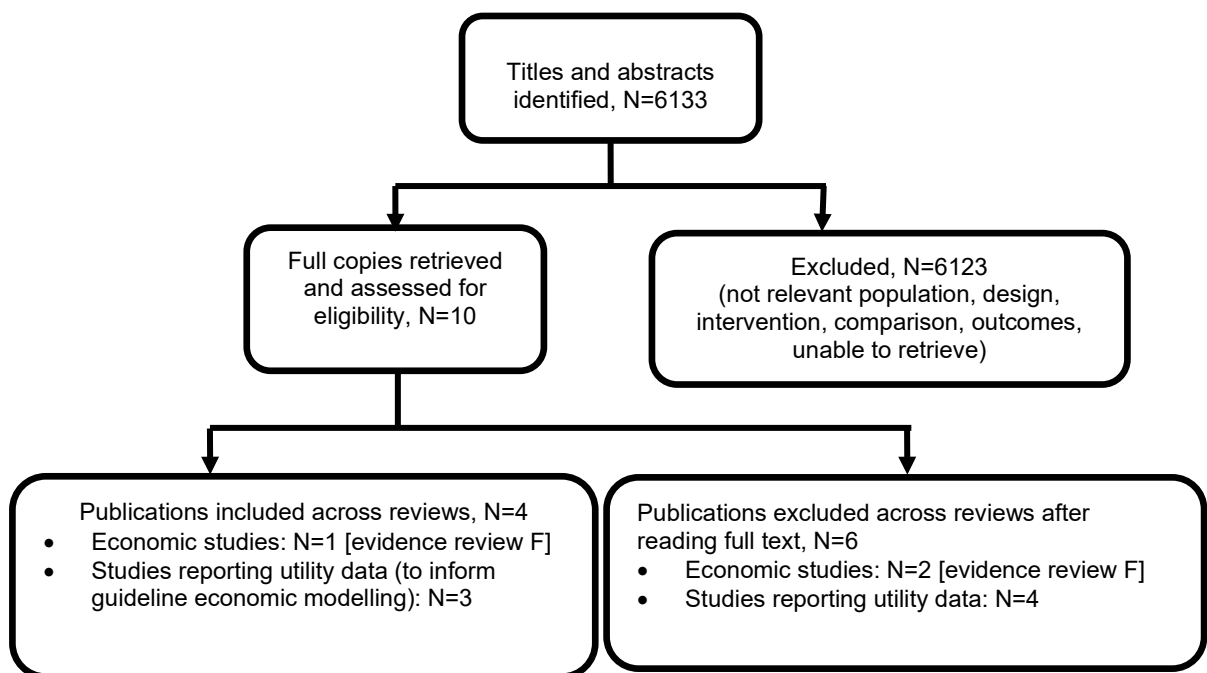 Titles and abstracts
identified, N=6133
Full copies retrieved
and assessed for
eligibility, N=10
Excluded, N=6123
(not relevant population, design,
intervention, comparison, outcomes,
unable to retrieve)
Publications included across reviews, N=4
• Economic studies: N=1 [evidence review F]
• Studies reporting utility data (to inform
guideline economic modelling): N=3
Publications excluded across reviews after
reading full text, N=6
• Economic studies: N=2 [evidence review F]
• Studies reporting utility data: N=4